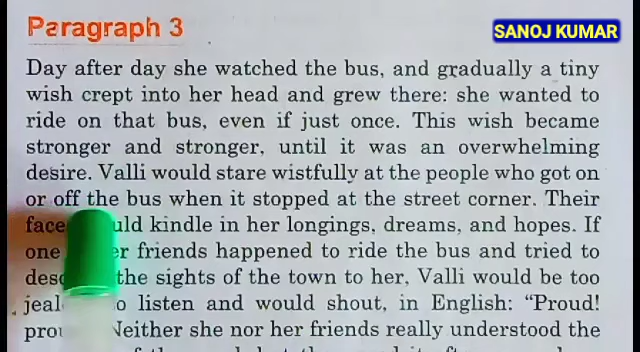 Paragraph 3
SANOJ KUMAR
Day after day she watched the bus, and gradually a tiny
wish crept into her head and grew there: she wanted to
ride on that bus, even if just once. This wish became
stronger and stronger, until it was an overwhelming
desire. Valli would stare wistfully at the people who got on
or off the bus when it stopped at the street corner. Their
kindle in her longings, dreams, and hopes. If
one friends happened to ride the bus and tried to
the sights of the town to her, Valli would be too
listen and would shout, in English: “Proud!
Neither she nor her friends really understood the